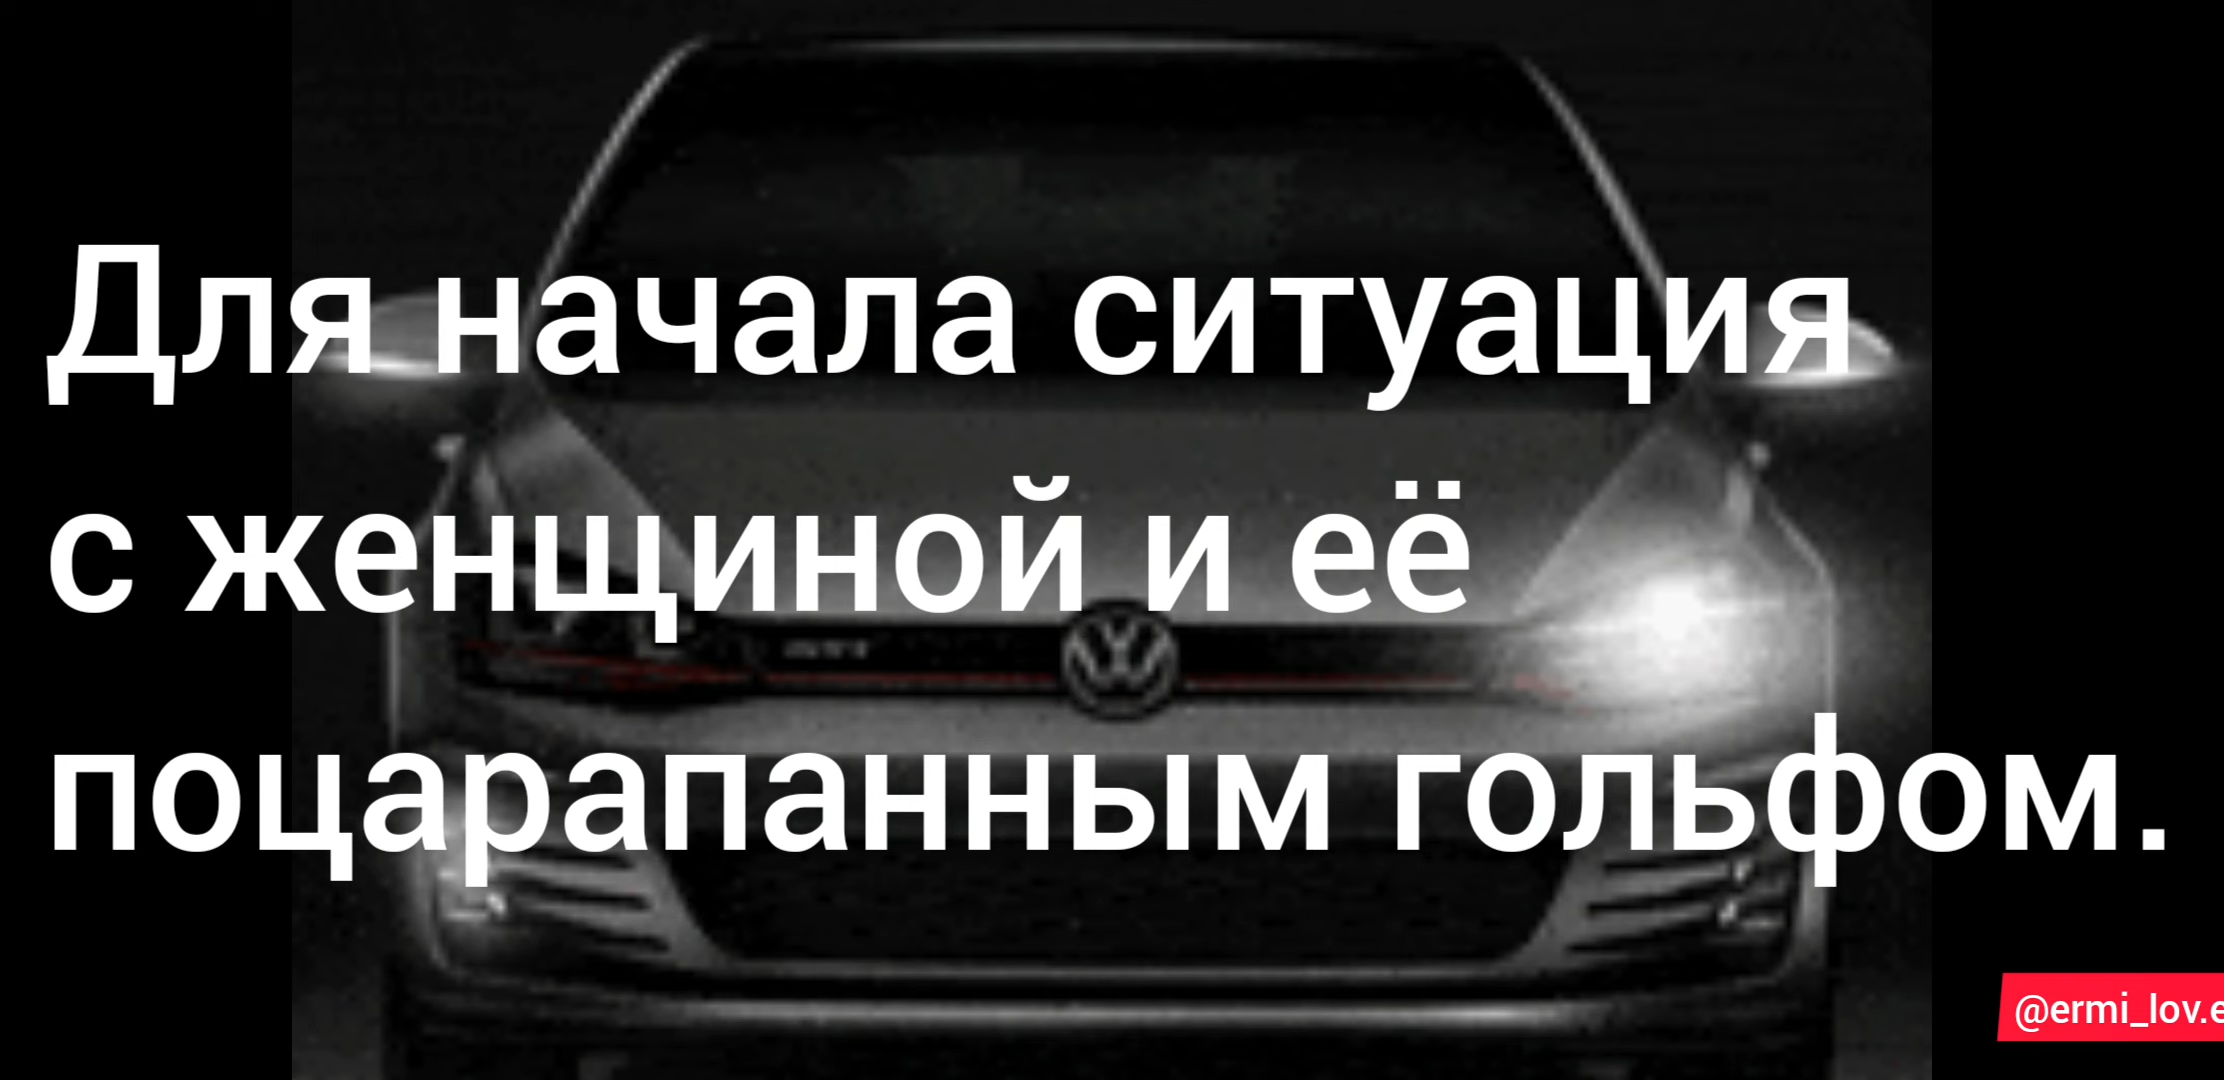 Для начала ситуация
с женщиной и её
поцарапанным гольфом.
@ermi_lov.e